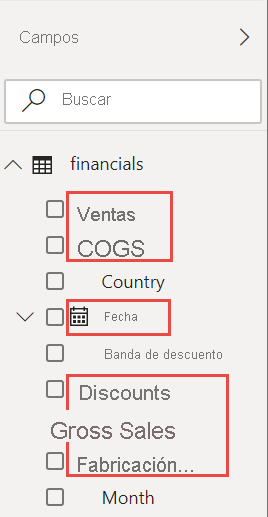 Campos
Buscar
financials
Ventas
COGS
Country
Fecha
Banda de descuento
Discounts
Gross Sales
Fabricación...
Month